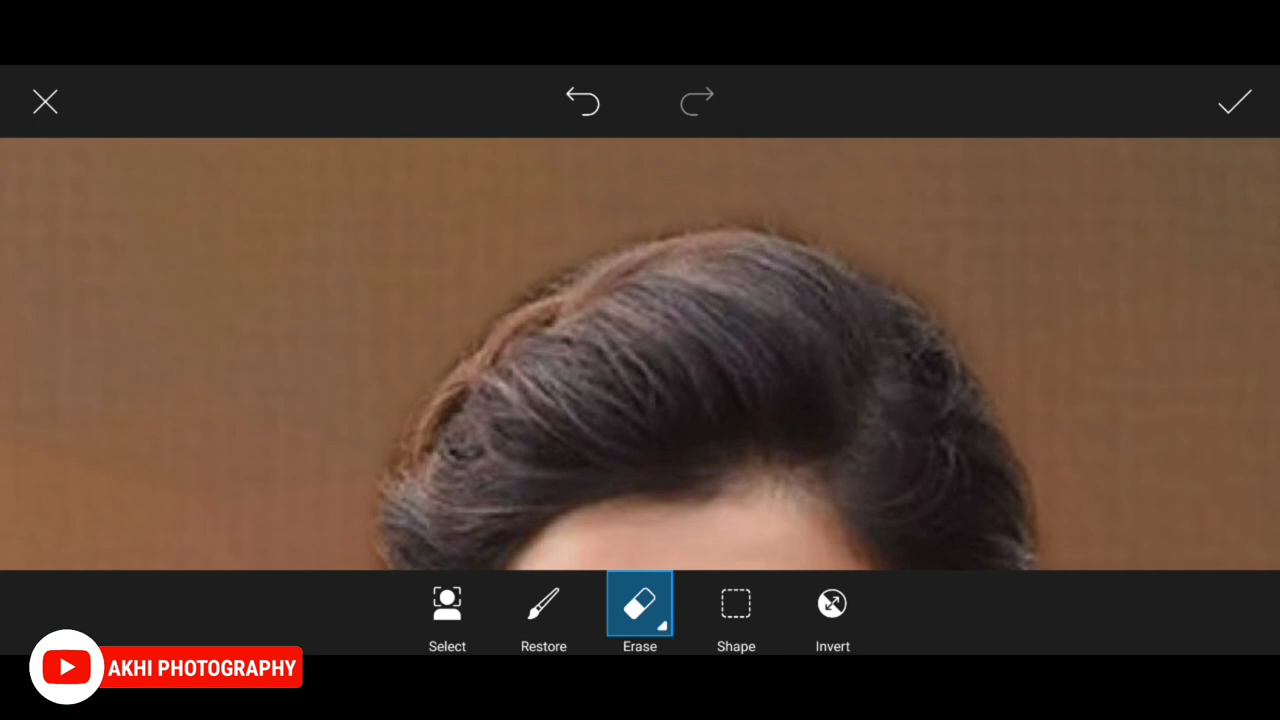 Select
Restore
Erase
Shape
Invert
AKHI PHOTOGRAPHY